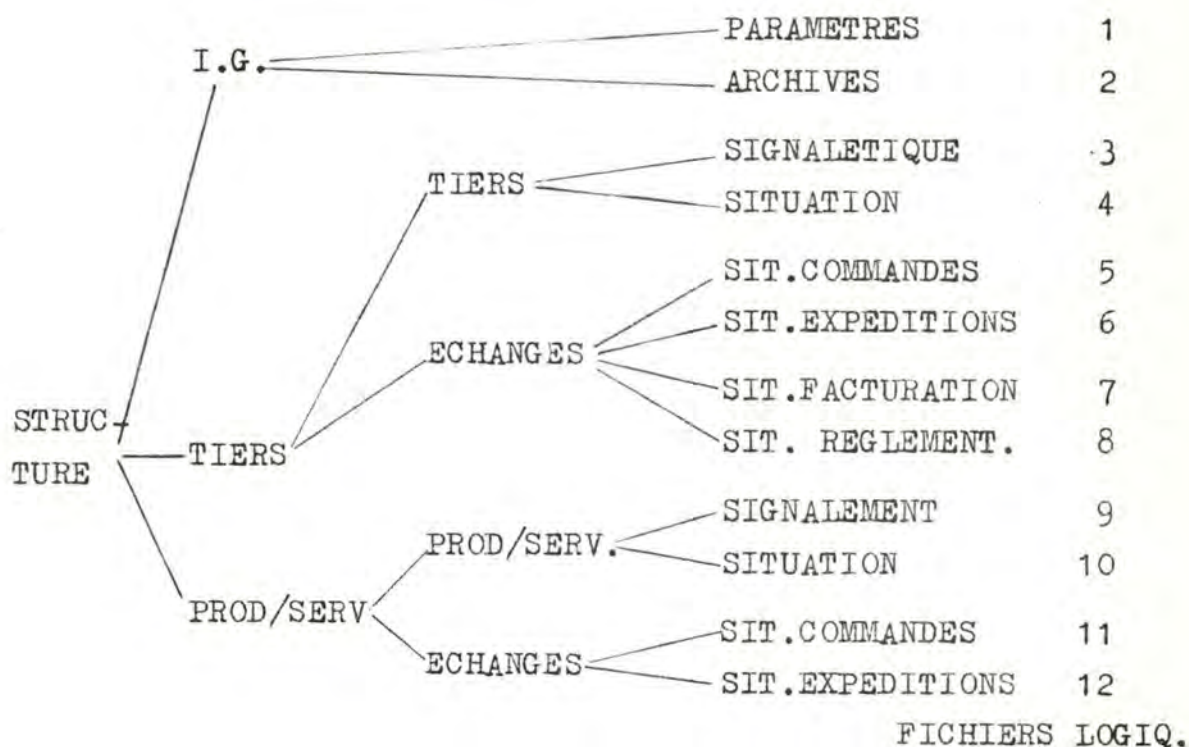 PARAMETRES 1
I.G.
ARCHIVES 2
SIGNALETIQUE 3
TIERS
SITUATION 4
SIT.COMMANDES 5
SIT.EXPEDITIONS 6
ECHANGES
SIT.FACTURATION 7
STRUC-
SIT. REGLEMENT. 8
TIERS
TURE
SIGNALEMENT 9
PROD/SERV.
SITUATION 10
PROD/SERV
SIT.COMMANDES 11
ECHANGES
SIT.EXPEDITIONS 12
FICHIERS LOGIQ.